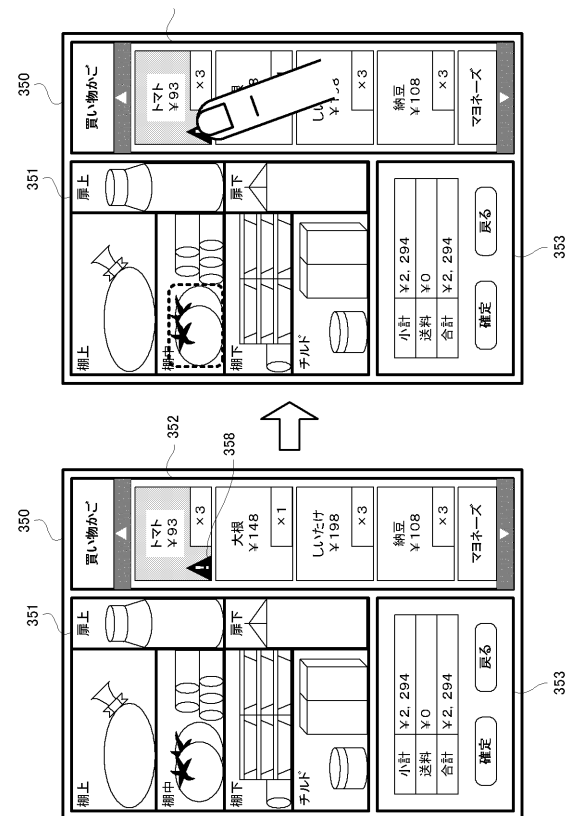 351
350
352
358
棚上
扉上
棚中
棚下
扉下
チルド
買い物かご
トマト
¥93
×3
大根
¥148
×1
しいたけ
¥198
×3
納豆
¥108
×3
マヨネーズ
小計 ¥2,294
送料 ¥0
合計 ¥2,294
確定 戻る
353
351
350
棚上
扉上
棚中
棚下
扉下
チルド
買い物かご
トマト
¥93
×3
×3
納豆
¥108
×3
マヨネーズ
小計 ¥2,294
送料 ¥0
合計 ¥2,294
確定 戻る
353